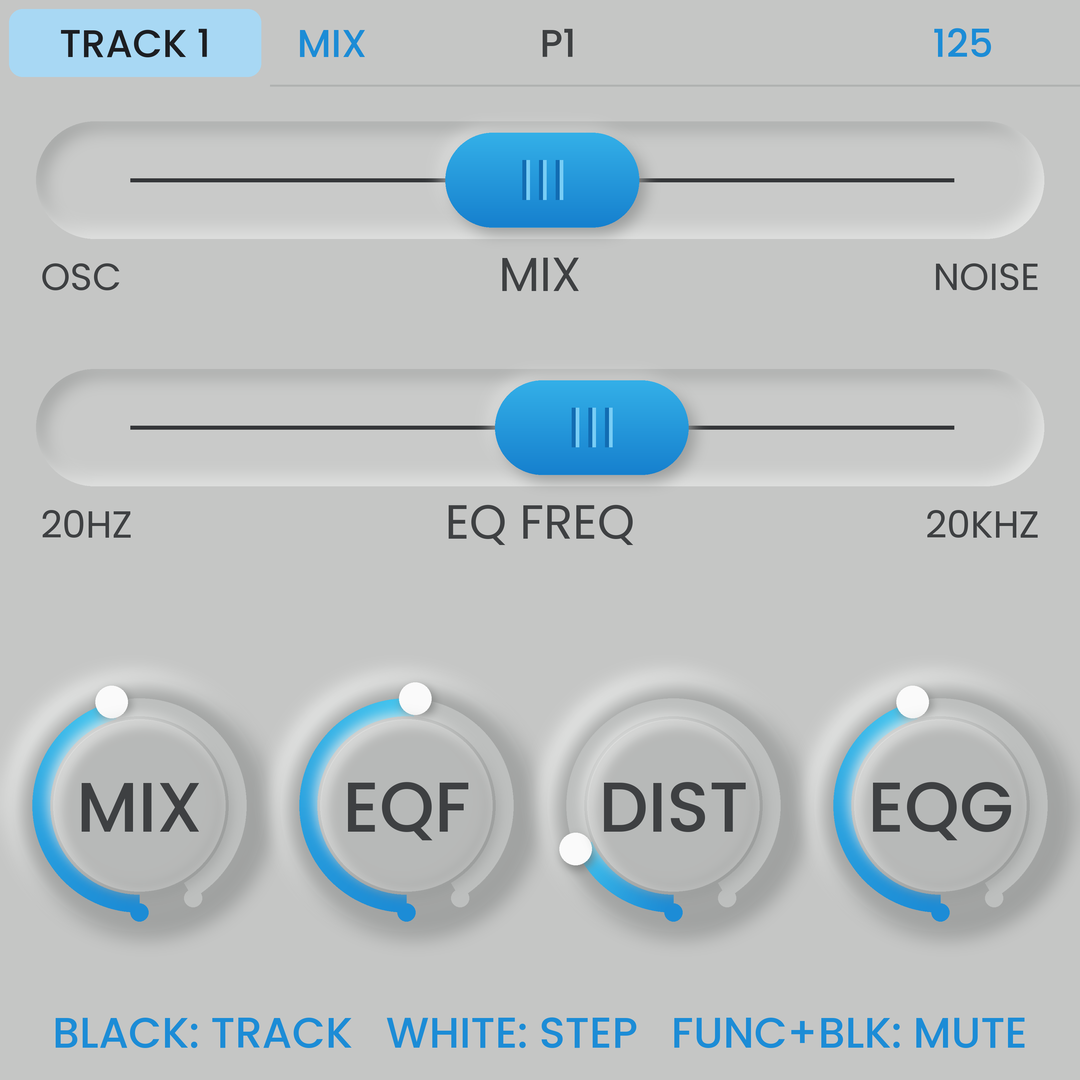 TRACK 1 MIX P1 125
OSC MIX NOISE
20HZ EQ FREQ 20KHZ
MIX EQF DIST EQG
BLACK: TRACK WHITE: STEP FUNC+BLK: MUTE